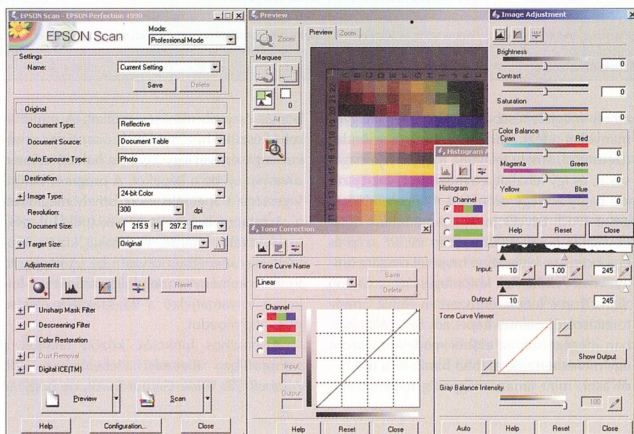 EPSON Scan - EPSON Perfection 4990
EPSON Scan
Mode:
Professional Mode
Settings
Name:
Current Setting
Save
Delete
Original
Document Type:
Reflective
Document Source:
Document Table
Auto Exposure Type:
Photo
Destination
Image Type:
24-bit Color
Resolution:
300
dpi
Document Size:
W 215.9 H 297.2 mm
Target Size:
Original
Adjustments
Reset
Unsharp Mask Filter
Descreening Filter
Color Restoration
Dust Removal
Digital ICE(TM)
Preview
Scan
Help
Configuration...
Close
Preview
Zoom
Marquee
0
All
Preview
Zoom
A B C D E F G H I J K L
Tone Correction
Tone Curve Name
Linear
Save
Delete
Channel
Input
Output
Help
Reset
Close
Histogram A
Histogram
Channel
Input:
10
1.00
245
Output:
10
245
Tone Curve Viewer
Show Output
Gray Balance Intensity
100
Auto
Help
Reset
Close
Image Adjustment
Brightness
0
Contrast
0
Saturation
0
Color Balance
Cyan
Red
0
Magenta
Green
0
Yellow
Blue
0
Help
Reset
Close